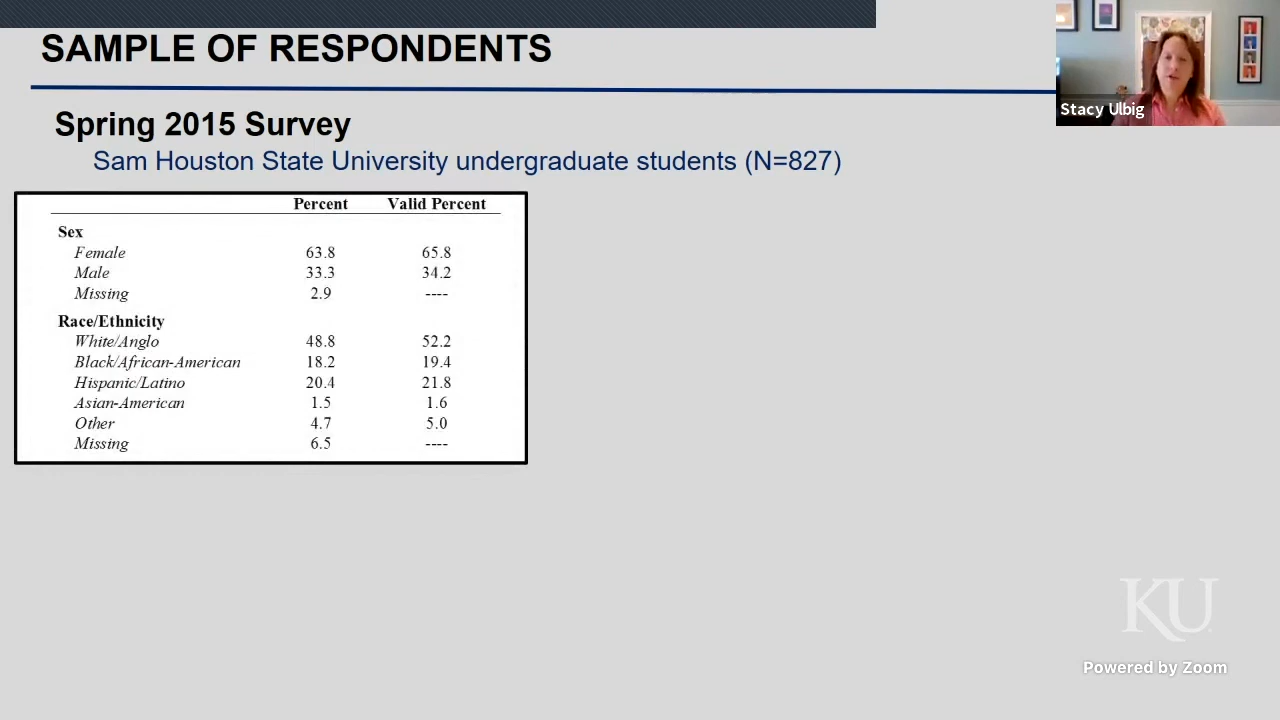 SAMPLE OF RESPONDENTS
Stacy Ulbig
Spring 2015 Survey
Sam Houston State University undergraduate students (N=827)
Percent Valid Percent
Sex
Female 63.8 65.8
Male 33.3 34.2
Missing 2.9 ----
Race/Ethnicity
White/Anglo 48.8 52.2
Black/African-American 18.2 19.4
Hispanic/Latino 20.4 21.8
Asian-American 1.5 1.6
Other 4.7 5.0
Missing 6.5 ----
KU
Powered by Zoom